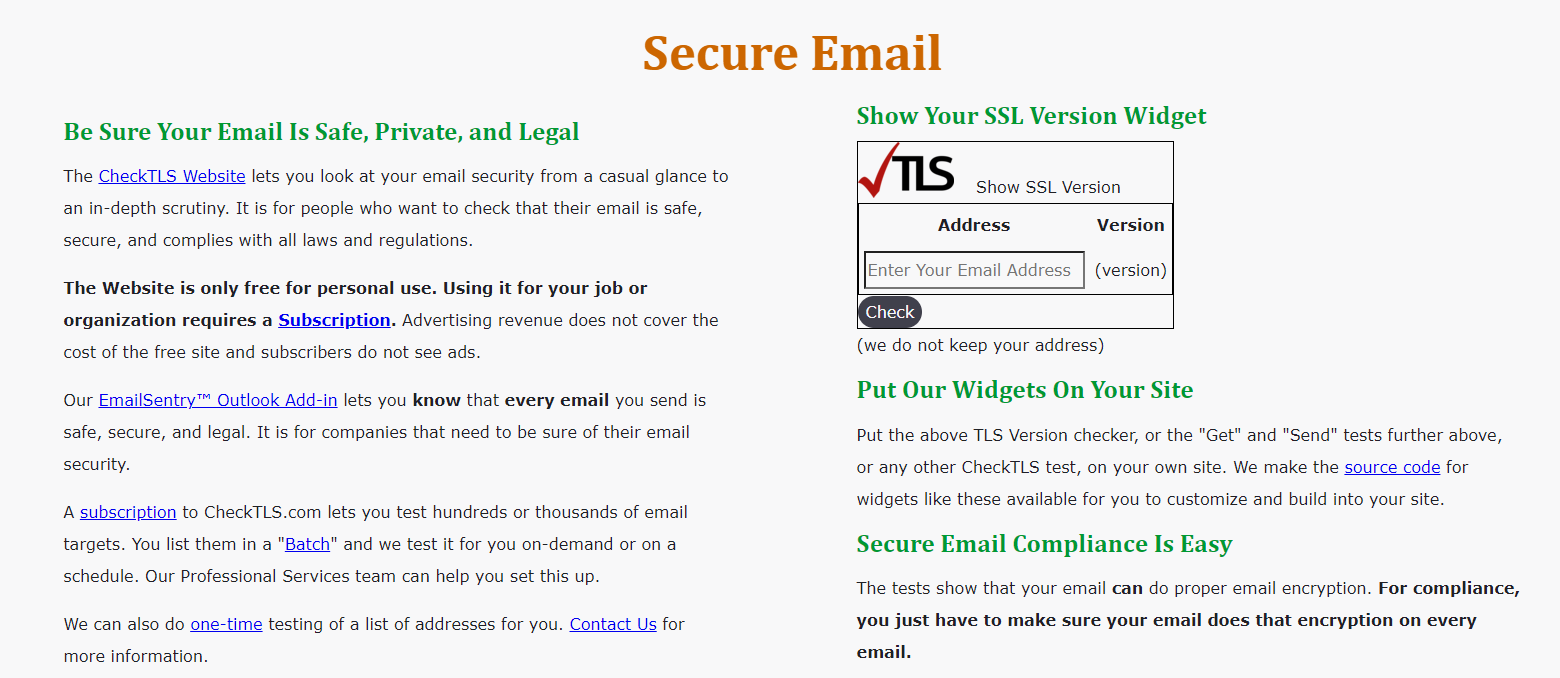 Secure Email
Be Sure Your Email Is Safe, Private, and Legal
The CheckTLS Website lets you look at your email security from a casual glance to
an in-depth scrutiny. It is for people who want to check that their email is safe,
secure, and complies with all laws and regulations.
The Website is only free for personal use. Using it for your job or
organization requires a Subscription. Advertising revenue does not cover the
cost of the free site and subscribers do not see ads.
Our EmailSentry™ Outlook Add-in lets you know that every email you send is
safe, secure, and legal. It is for companies that need to be sure of their email
security.
A subscription to CheckTLS.com lets you test hundreds or thousands of email
targets. You list them in a "Batch" and we test it for you on-demand or on a
schedule. Our Professional Services team can help you set this up.
We can also do one-time testing of a list of addresses for you. Contact Us for
more information.
Show Your SSL Version Widget
TLS Show SSL Version
Address Version
Enter Your Email Address (version)
Check
(we do not keep your address)
Put Our Widgets On Your Site
Put the above TLS Version checker, or the "Get" and "Send" tests further above,
or any other CheckTLS test, on your own site. We make the source code for
widgets like these available for you to customize and build into your site.
Secure Email Compliance Is Easy
The tests show that your email can do proper email encryption. For compliance,
you just have to make sure your email does that encryption on every
email.